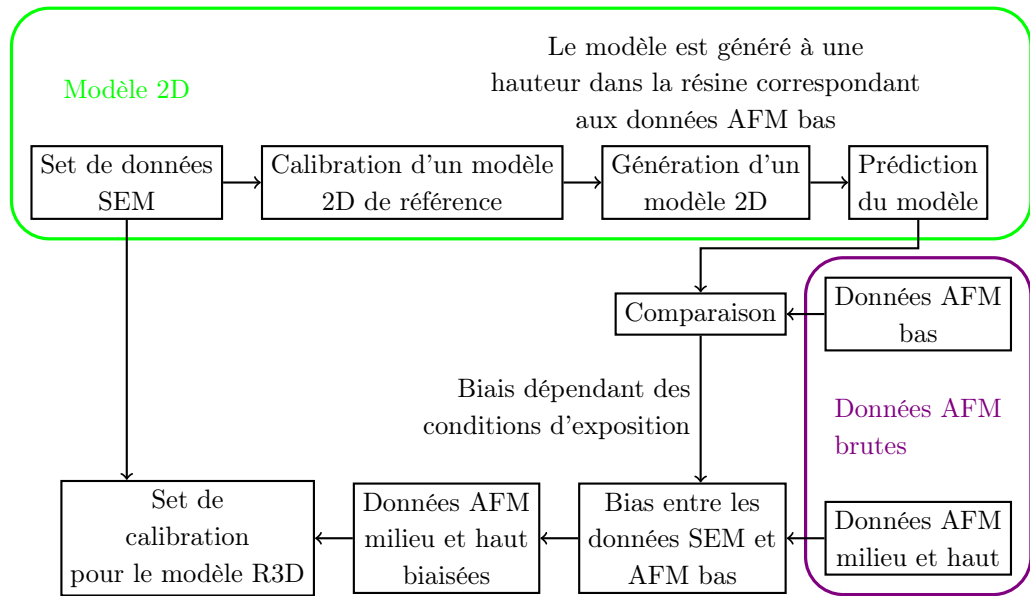 Le modèle est généré à une
hauteur dans la résine correspondant
aux données AFM bas
Modèle 2D
Set de données
SEM
Calibration d'un modèle
2D de référence
Génération d'un
modèle 2D
Prédiction
du modèle
Comparaison
Données AFM
bas
Biais dépendant des
conditions d'exposition
Données AFM
brutes
Set de
calibration
pour le modèle R3D
Données AFM
milieu et haut
biaisées
Bias entre les
données SEM et
AFM bas
Données AFM
milieu et haut